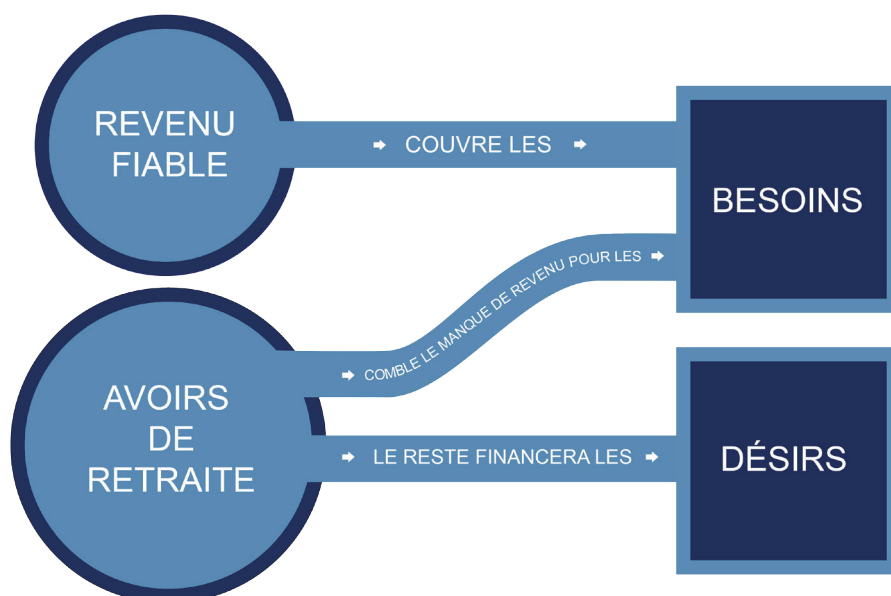 REVENU
FIABLE
COUVRE LES
BESOINS
COMBLE LE MANQUE DE REVENU POUR LES
AVOIRS
DE
RETRAITE
LE RESTE FINANCERA LES
DÉSIRS